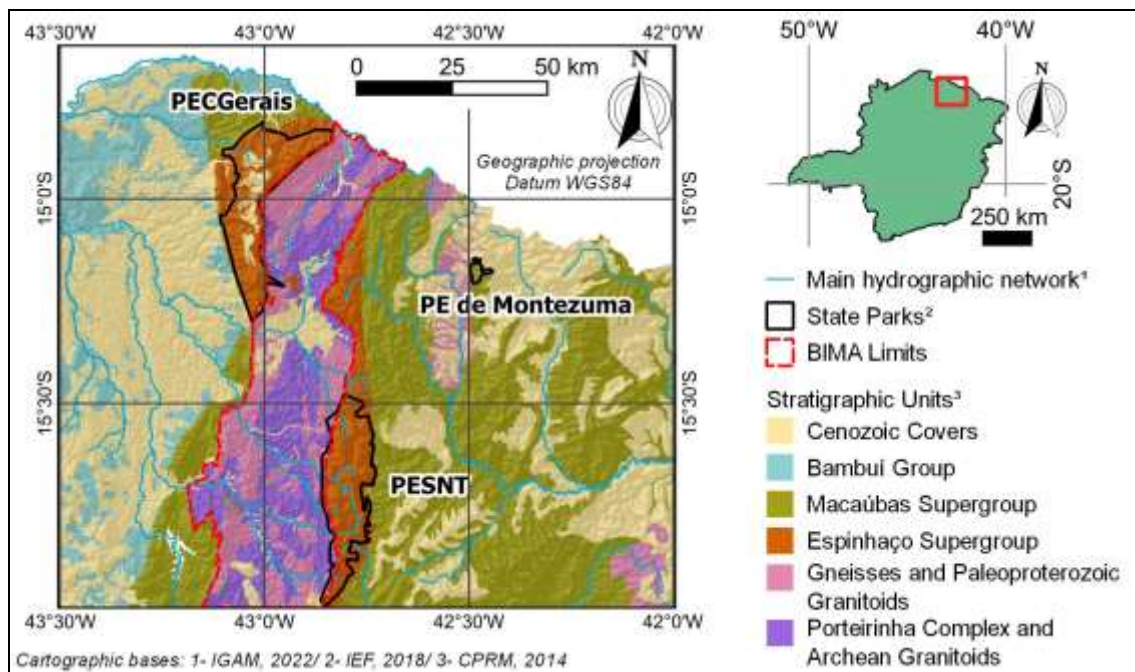 43°30'W
43°0'W
42°30'W
42°0'W
0
25
50 km
N
PECGerais
Geographic projection
Datum WGS84
15°0'S
15°0'S
PE de Montezuma
15°30'S
15°30'S
PESNT
43°30'W
43°0'W
42°30'W
42°0'W
Cartographic bases: 1- IGAM, 2022/ 2- IEF, 2018/ 3- CPRM, 2014
50°W
40°W
N
20°S
250 km
Main hydrographic network¹
State Parks²
BIMA Limits
Stratigraphic Units³
Cenozoic Covers
Bambuí Group
Macaúbas Supergroup
Espinhaço Supergroup
Gneisses and Paleoproterozoic
Granitoids
Porteirinha Complex and
Archean Granitoids